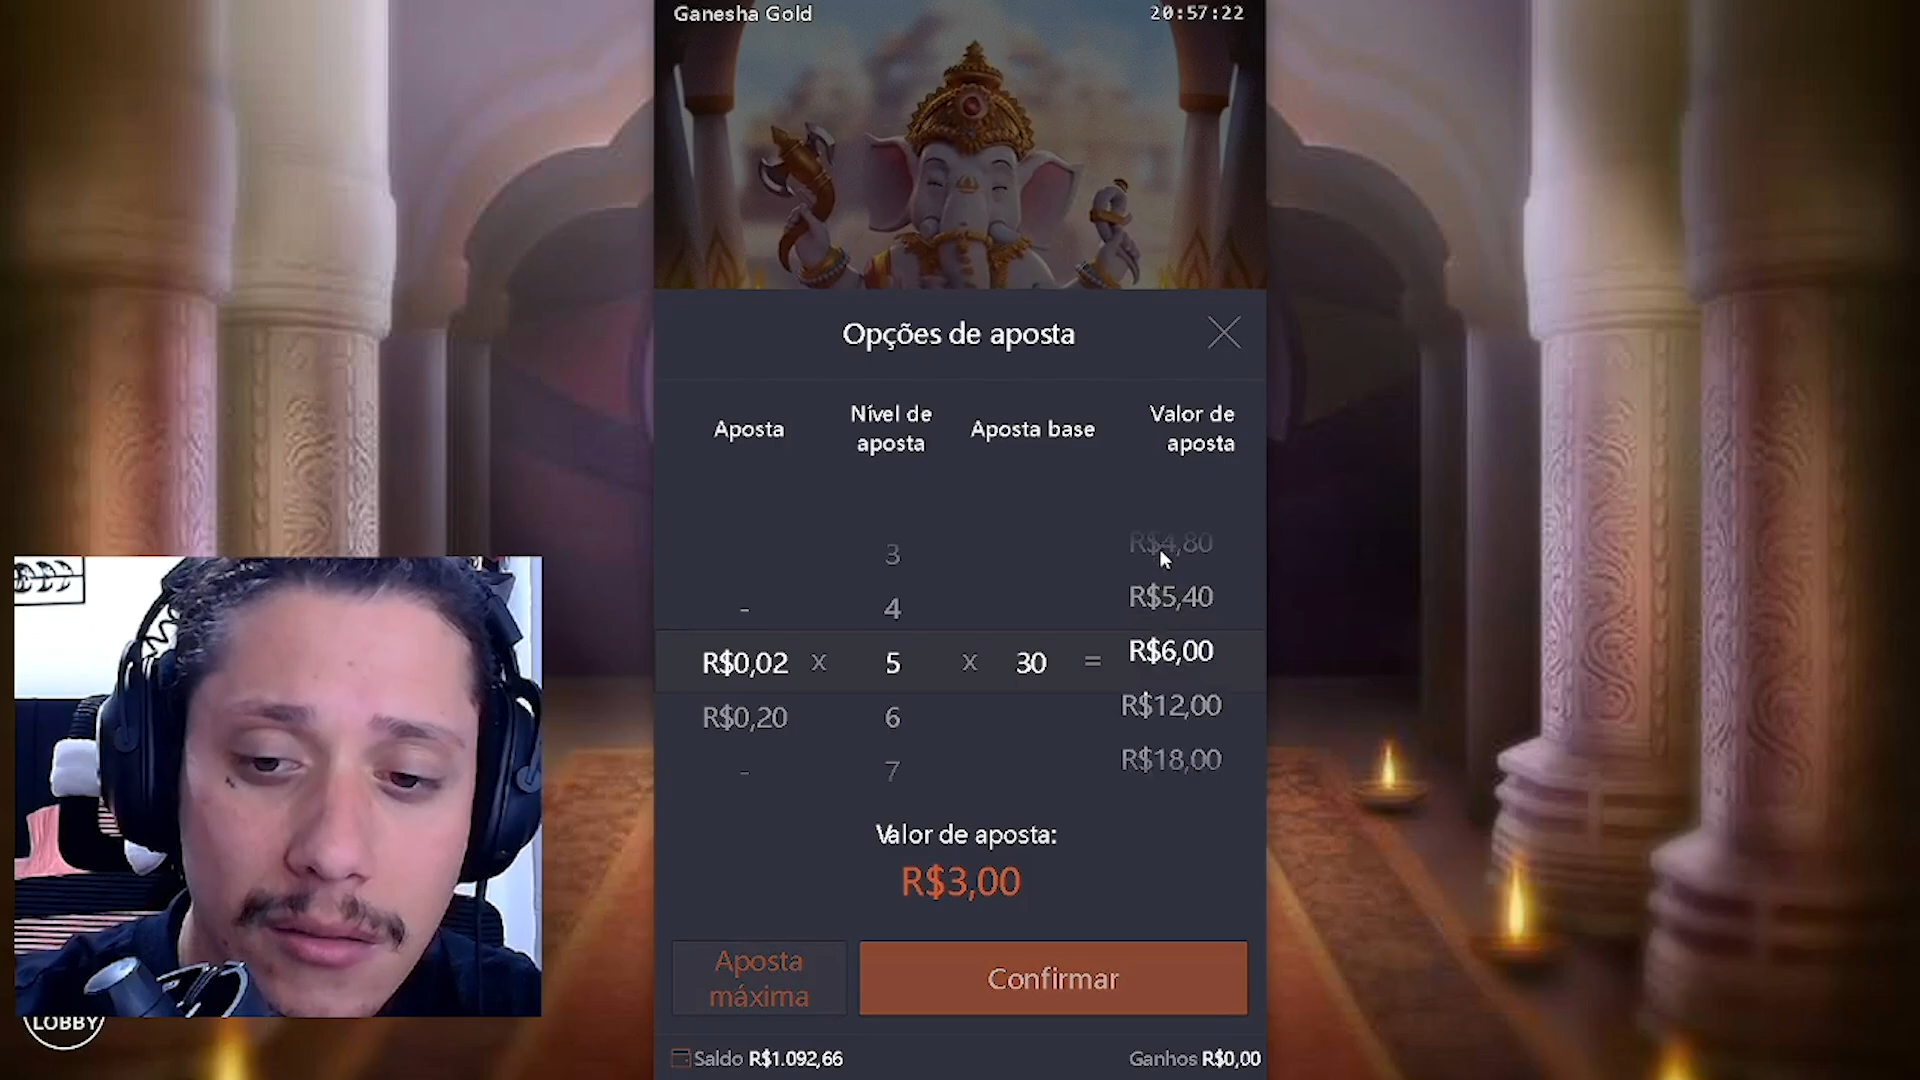 Ganesha Gold
20:57:22
Opções de aposta
Aposta
Nível de
aposta
Aposta base
Valor de
aposta
3
R$4,80
-
4
R$5,40
R$0,02 x 5 x 30 = R$6,00
R$0,20
6
R$12,00
-
7
R$18,00
Valor de aposta:
R$3,00
Aposta
máxima
Confirmar
LOBBY
Saldo R$1.092,66
Ganhos R$0,00